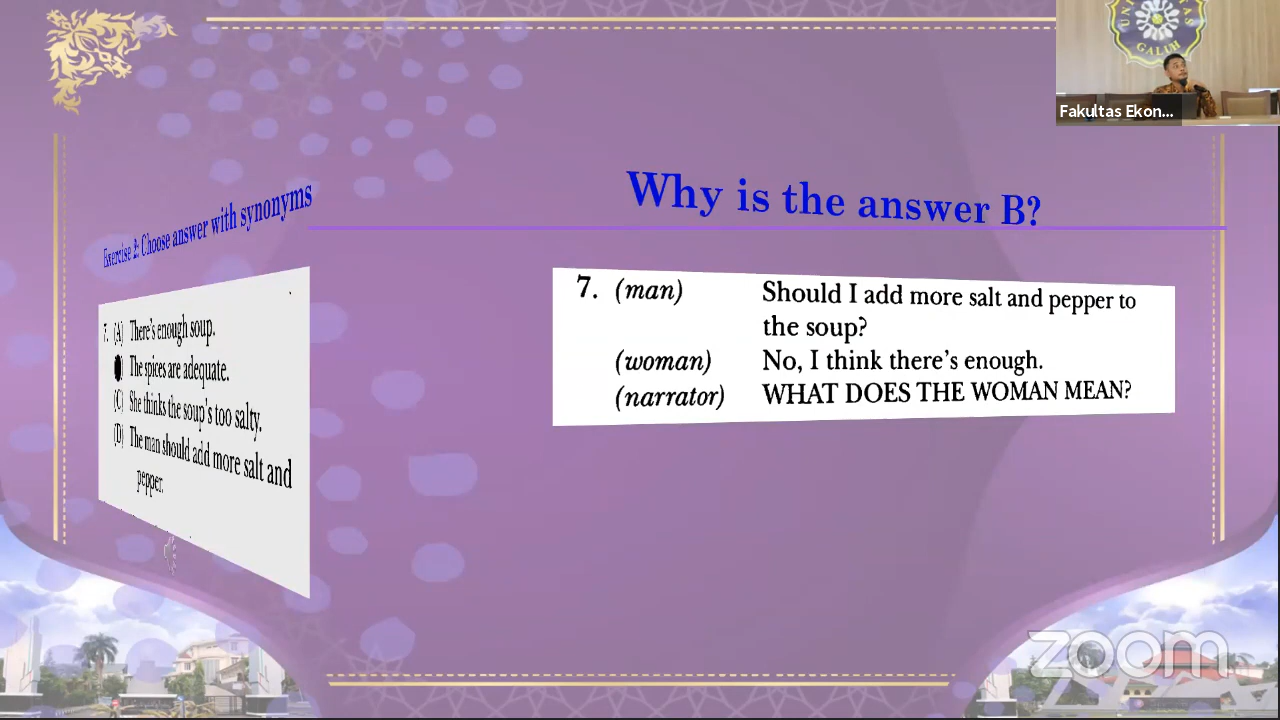 UNIVERSITAS
GALUH
Fakultas Ekon...
Exercise 2: Choose answer with synonyms
Why is the answer B?
7. (A) There's enough soup.
The spices are adequate.
(C) She thinks the soup's too salty.
(D) The man should add more salt and
pepper.
7. (man) Should I add more salt and pepper to
the soup?
(woman) No, I think there's enough.
(narrator) WHAT DOES THE WOMAN MEAN?
zoom